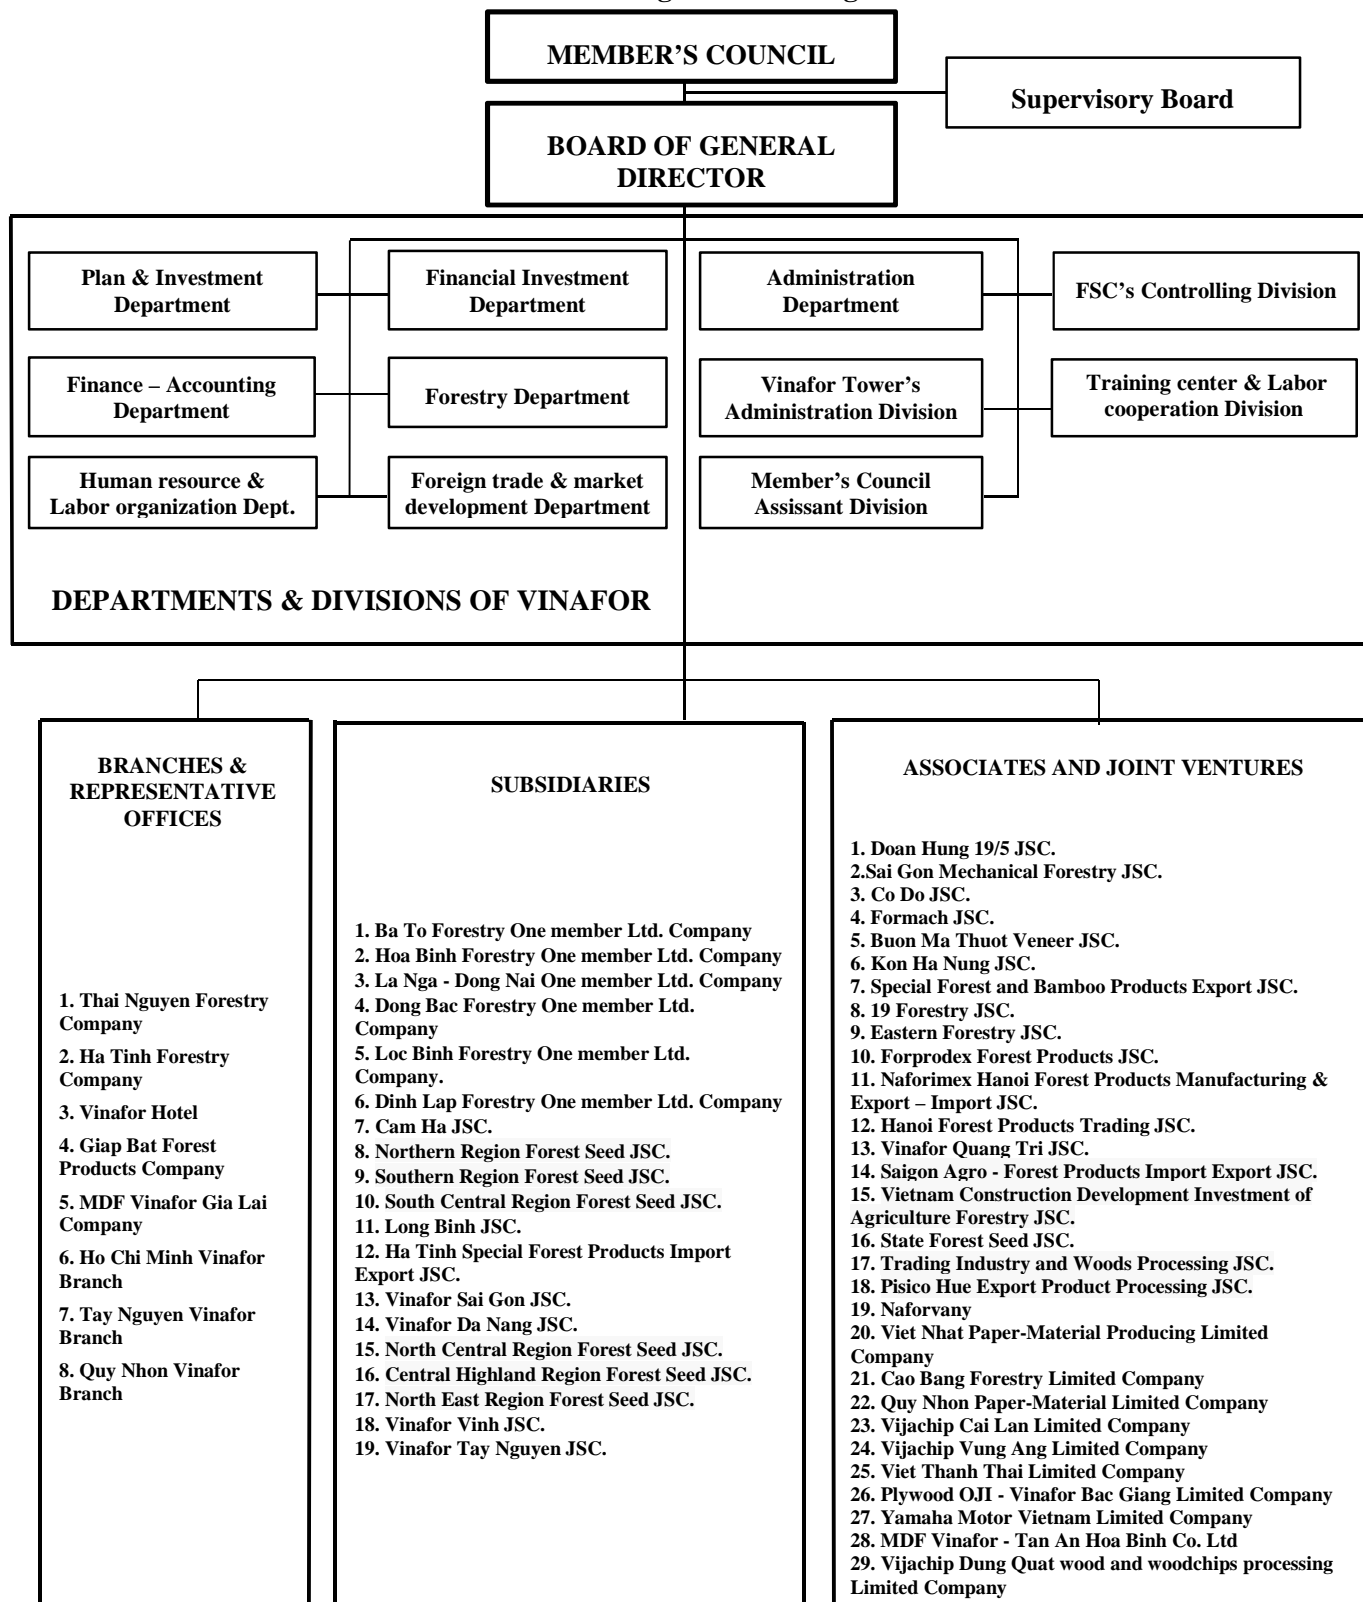 MEMBER'S COUNCIL
Supervisory Board
BOARD OF GENERAL
DIRECTOR
Plan & Investment
Department
Financial Investment
Department
Administration
Department
FSC's Controlling Division
Finance – Accounting
Department
Forestry Department
Vinafor Tower's
Administration Division
Training center & Labor
cooperation Division
Human resource &
Labor organization Dept.
Foreign trade & market
development Department
Member's Council
Assissant Division
DEPARTMENTS & DIVISIONS OF VINAFOR
BRANCHES &
REPRESENTATIVE
OFFICES
1. Thai Nguyen Forestry
Company
2. Ha Tinh Forestry
Company
3. Vinafor Hotel
4. Giap Bat Forest
Products Company
5. MDF Vinafor Gia Lai
Company
6. Ho Chi Minh Vinafor
Branch
7. Tay Nguyen Vinafor
Branch
8. Quy Nhon Vinafor
Branch
SUBSIDIARIES
1. Ba To Forestry One member Ltd. Company
2. Hoa Binh Forestry One member Ltd. Company
3. La Nga - Dong Nai One member Ltd. Company
4. Dong Bac Forestry One member Ltd.
Company
5. Loc Binh Forestry One member Ltd.
Company.
6. Dinh Lap Forestry One member Ltd. Company
7. Cam Ha JSC.
8. Northern Region Forest Seed JSC.
9. Southern Region Forest Seed JSC.
10. South Central Region Forest Seed JSC.
11. Long Binh JSC.
12. Ha Tinh Special Forest Products Import
Export JSC.
13. Vinafor Sai Gon JSC.
14. Vinafor Da Nang JSC.
15. North Central Region Forest Seed JSC.
16. Central Highland Region Forest Seed JSC.
17. North East Region Forest Seed JSC.
18. Vinafor Vinh JSC.
19. Vinafor Tay Nguyen JSC.
ASSOCIATES AND JOINT VENTURES
1. Doan Hung 19/5 JSC.
2.Sai Gon Mechanical Forestry JSC.
3. Co Do JSC.
4. Formach JSC.
5. Buon Ma Thuot Veneer JSC.
6. Kon Ha Nung JSC.
7. Special Forest and Bamboo Products Export JSC.
8. 19 Forestry JSC.
9. Eastern Forestry JSC.
10. Forprodex Forest Products JSC.
11. Naforimex Hanoi Forest Products Manufacturing &
Export – Import JSC.
12. Hanoi Forest Products Trading JSC.
13. Vinafor Quang Tri JSC.
14. Saigon Agro - Forest Products Import Export JSC.
15. Vietnam Construction Development Investment of
Agriculture Forestry JSC.
16. State Forest Seed JSC.
17. Trading Industry and Woods Processing JSC.
18. Pisico Hue Export Product Processing JSC.
19. Naforvany
20. Viet Nhat Paper-Material Producing Limited
Company
21. Cao Bang Forestry Limited Company
22. Quy Nhon Paper-Material Limited Company
23. Vijachip Cai Lan Limited Company
24. Vijachip Vung Ang Limited Company
25. Viet Thanh Thai Limited Company
26. Plywood OJI - Vinafor Bac Giang Limited Company
27. Yamaha Motor Vietnam Limited Company
28. MDF Vinafor - Tan An Hoa Binh Co. Ltd
29. Vijachip Dung Quat wood and woodchips processing
Limited Company